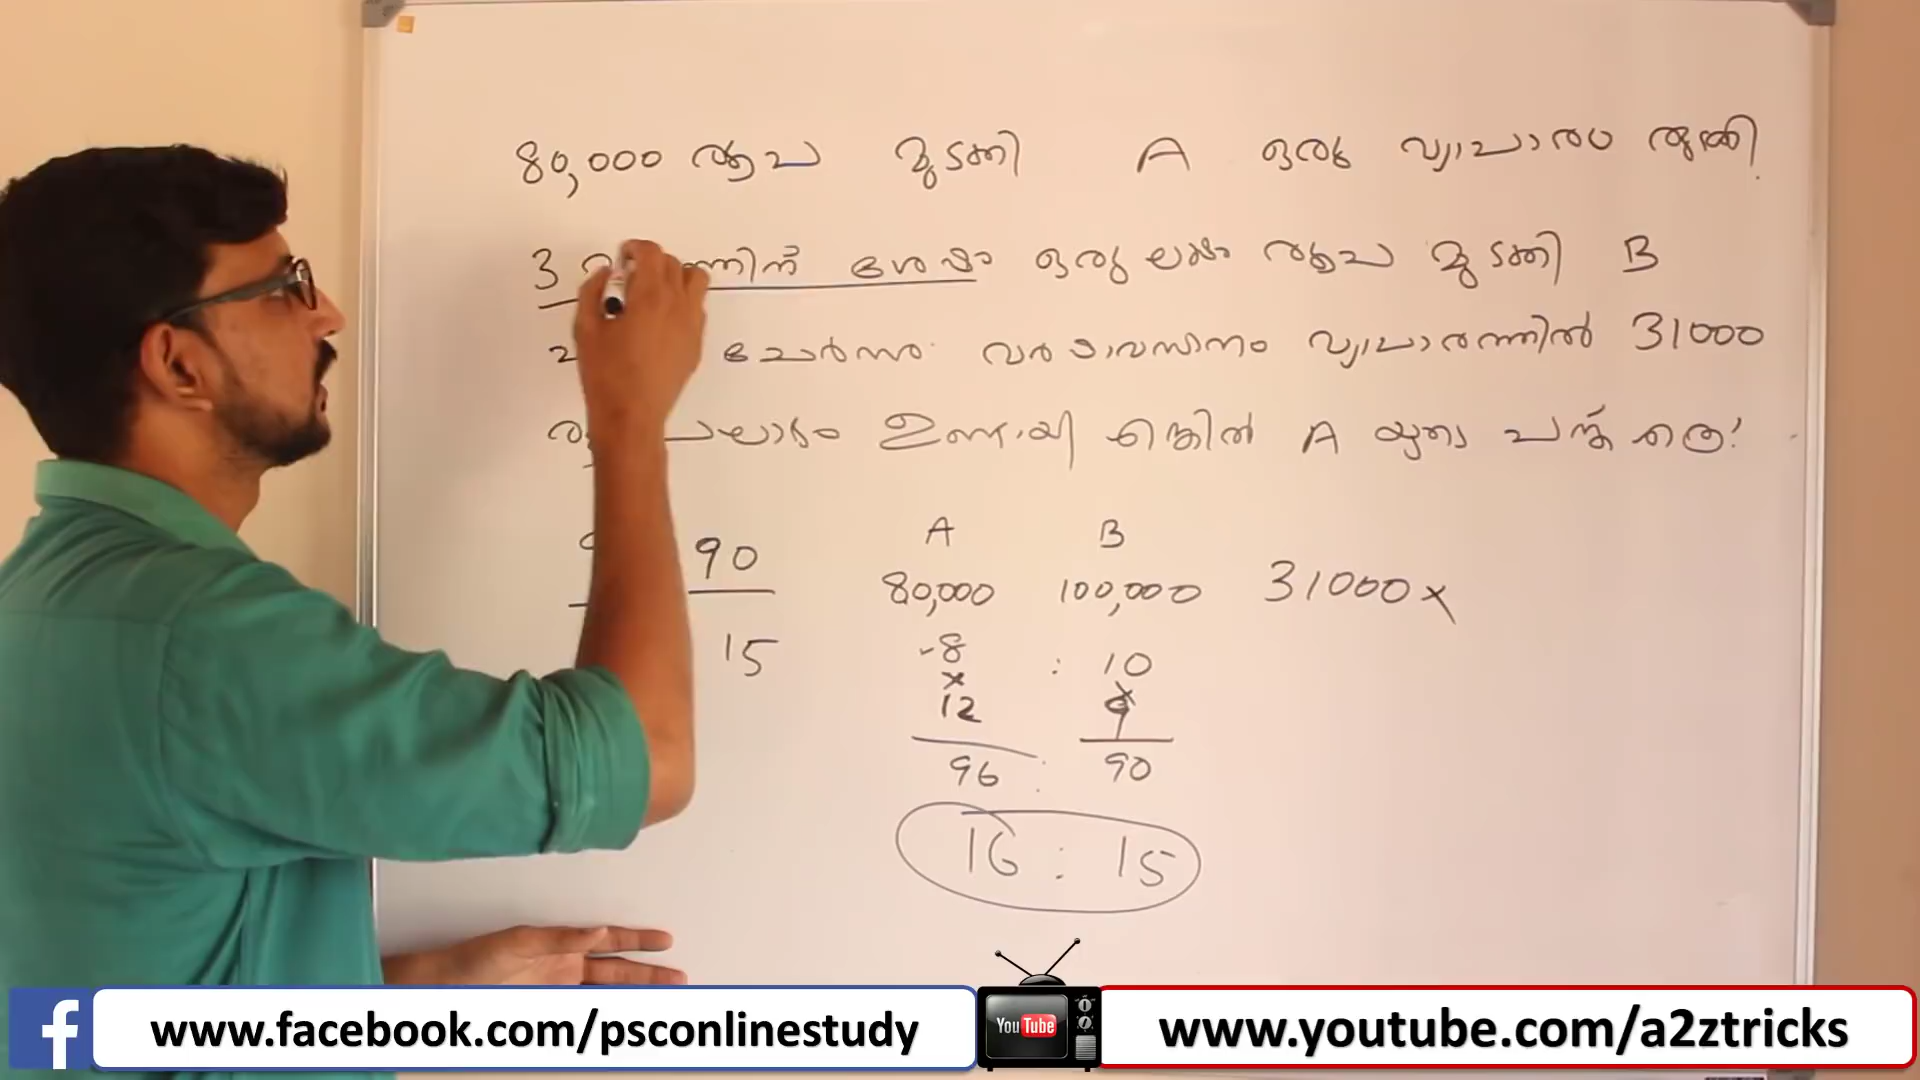 80,000 രൂപ മുടക്കി A ഒരു വ്യാപാരം തുടങ്ങി.
3 ത്തിന് ശേഷം ഒരു ലക്ഷം രൂപ മുടക്കി B
ചേർന്നു. വർഷാവസാനം വ്യാപാരത്തിൽ 31000
ലാഭം ഉണ്ടായി എങ്കിൽ A യുടെ പങ്ക് എത്ര?
A B
90 80,000 100,000 31000 x
15 8 : 10
x x
12 9
96 : 90
16 : 15
www.facebook.com/psconlinestudy
YouTube
www.youtube.com/a2ztricks